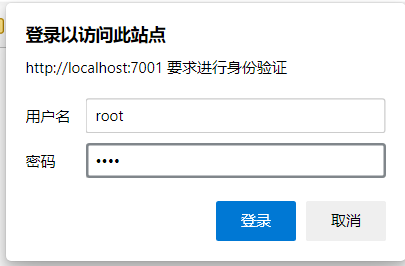 登录以访问此站点
http://localhost:7001 要求进行身份验证
用户名 root
密码 ••••
登录 取消